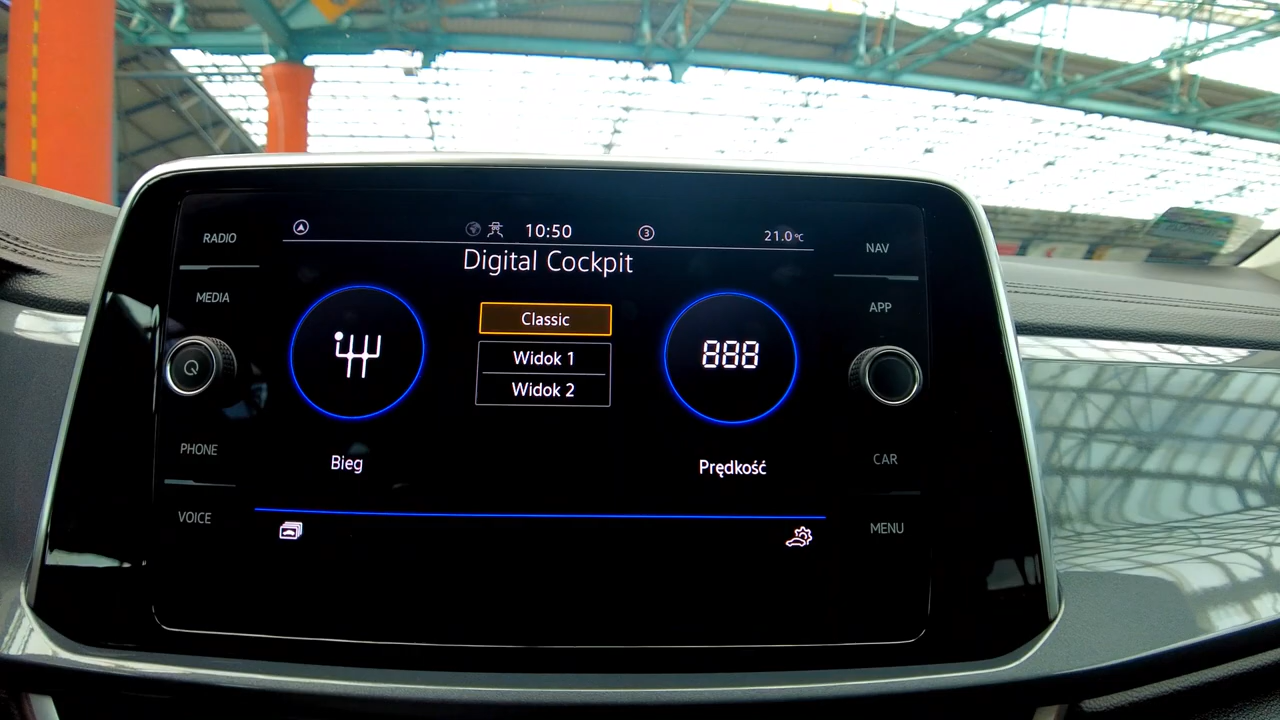 10:50
3
21.0°C
Digital Cockpit
RADIO
MEDIA
PHONE
VOICE
Classic
Widok 1
Widok 2
888
Bieg
Prędkość
NAV
APP
CAR
MENU